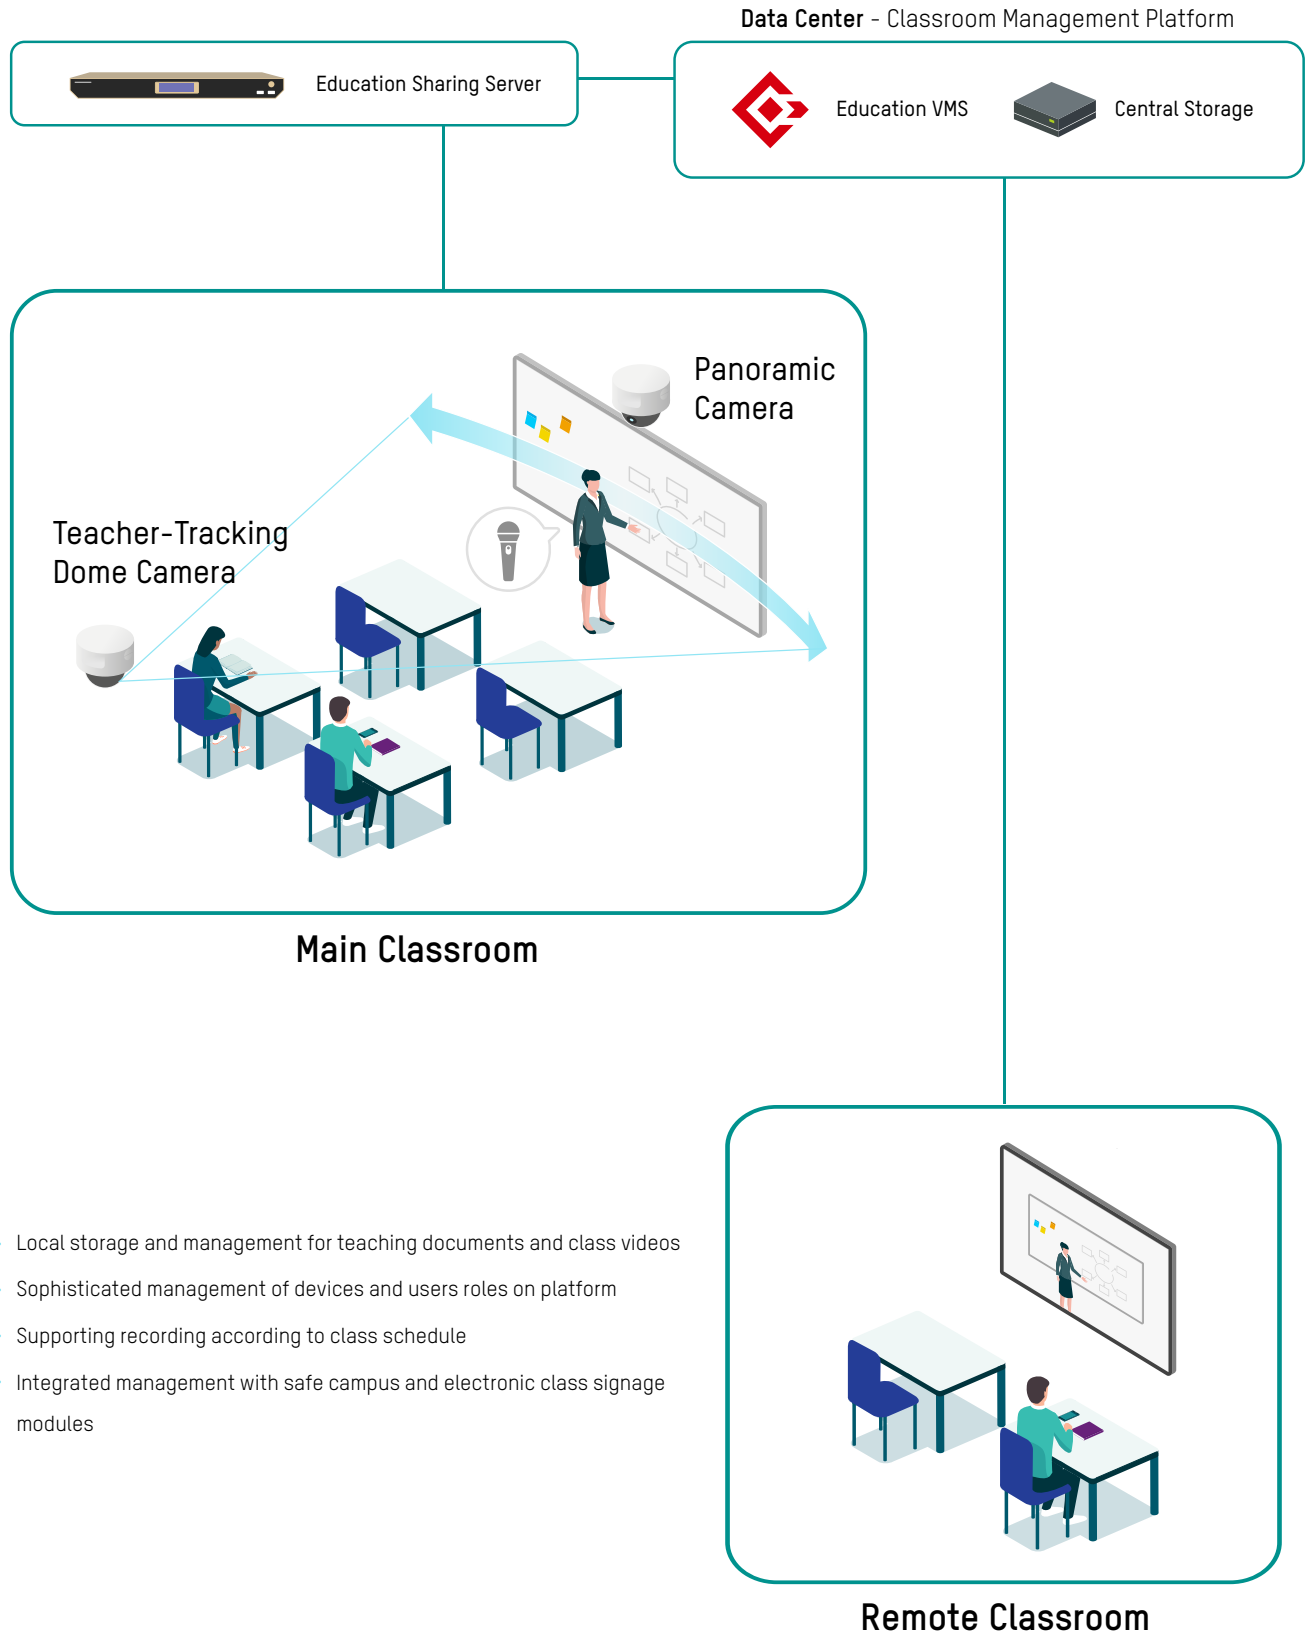 Data Center - Classroom Management Platform
Education Sharing Server
Education VMS
Central Storage
Panoramic
Camera
Teacher-Tracking
Dome Camera
Main Classroom
Local storage and management for teaching documents and class videos
Sophisticated management of devices and users roles on platform
Supporting recording according to class schedule
Integrated management with safe campus and electronic class signage
modules
Remote Classroom